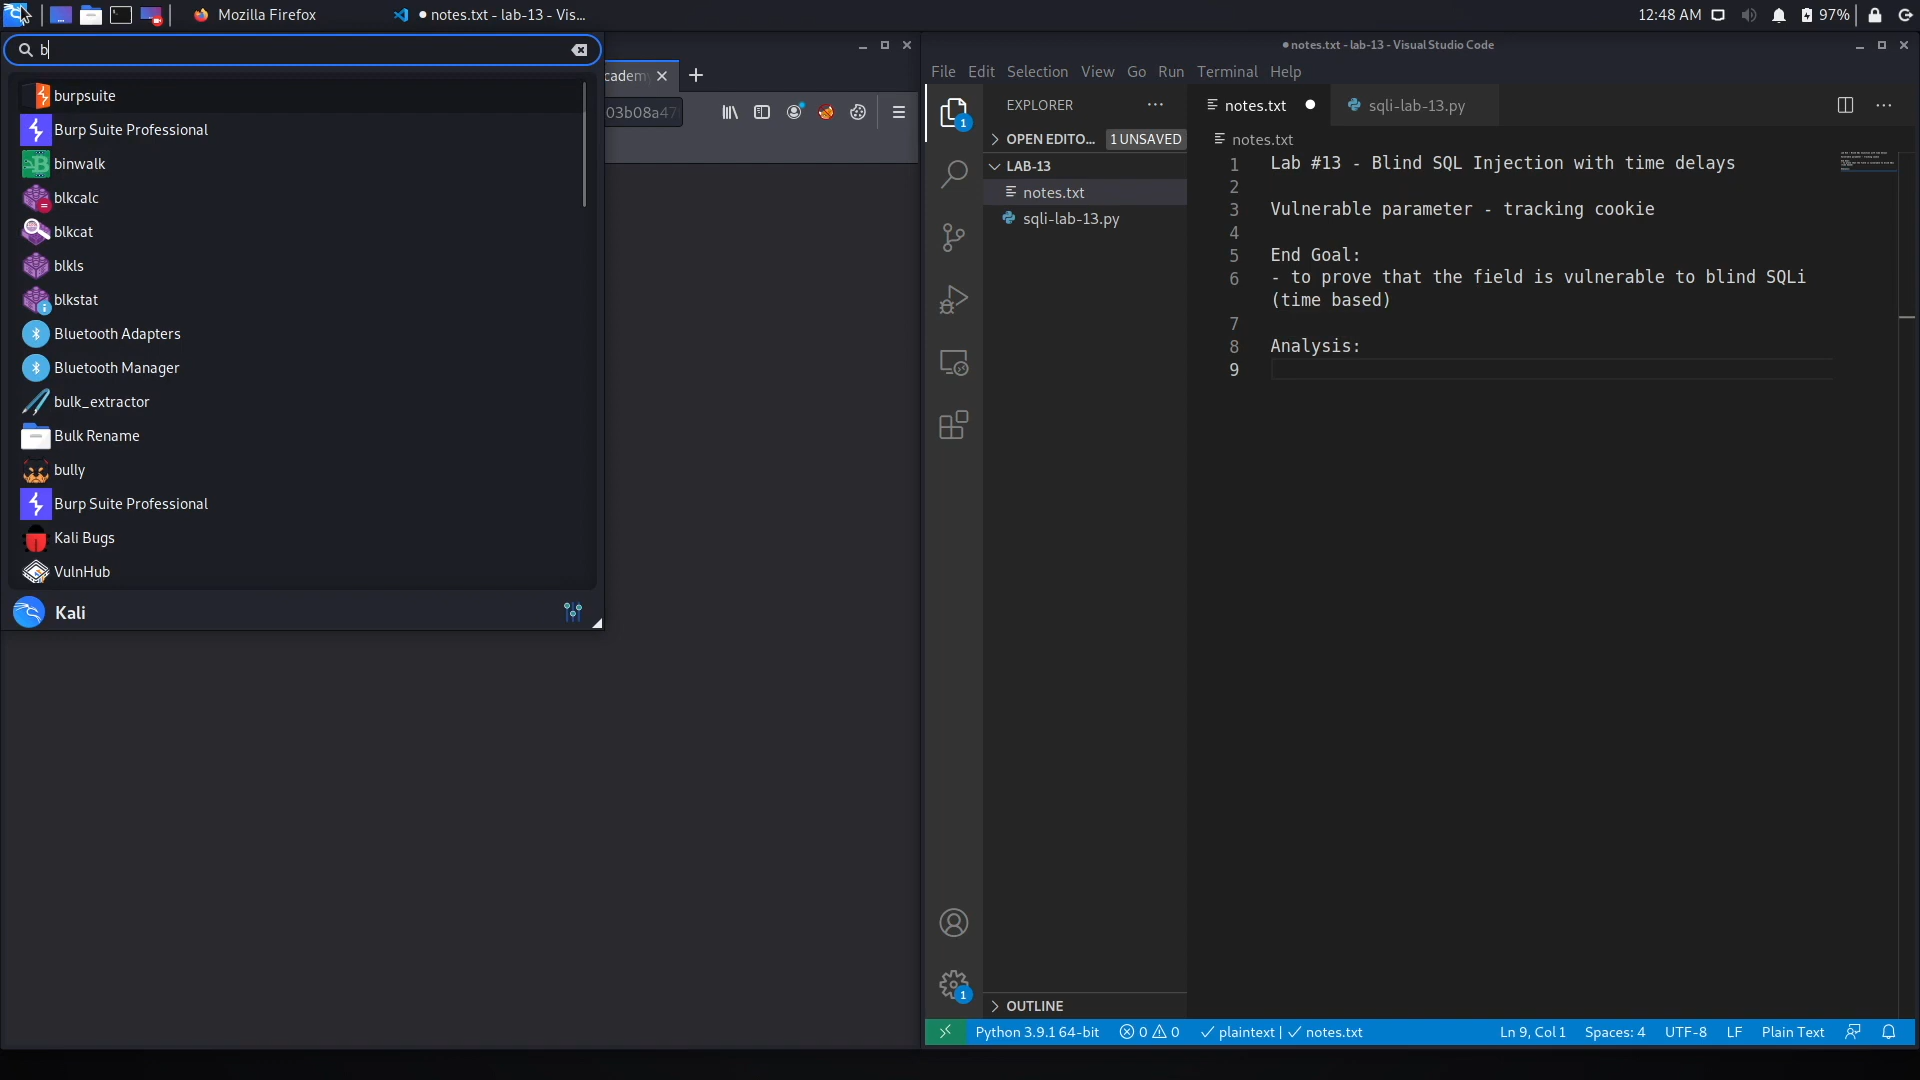 Mozilla Firefox
notes.txt - lab-13 - Vis...
12:48 AM
97%
b
burpsuite
Burp Suite Professional
binwalk
blkcalc
blkcat
blkls
blkstat
Bluetooth Adapters
Bluetooth Manager
bulk_extractor
Bulk Rename
bully
Burp Suite Professional
Kali Bugs
VulnHub
Kali
cadem
03b08a47
notes.txt - lab-13 - Visual Studio Code
File Edit Selection View Go Run Terminal Help
EXPLORER
OPEN EDITO... 1 UNSAVED
LAB-13
notes.txt
sqli-lab-13.py
OUTLINE
1
1
notes.txt
sqli-lab-13.py
notes.txt
1 Lab #13 - Blind SQL Injection with time delays
2
3 Vulnerable parameter - tracking cookie
4
5 End Goal:
6 - to prove that the field is vulnerable to blind SQLi
(time based)
7
8 Analysis:
9
Python 3.9.1 64-bit 0 0 plaintext | notes.txt Ln 9, Col 1 Spaces: 4 UTF-8 LF Plain Text